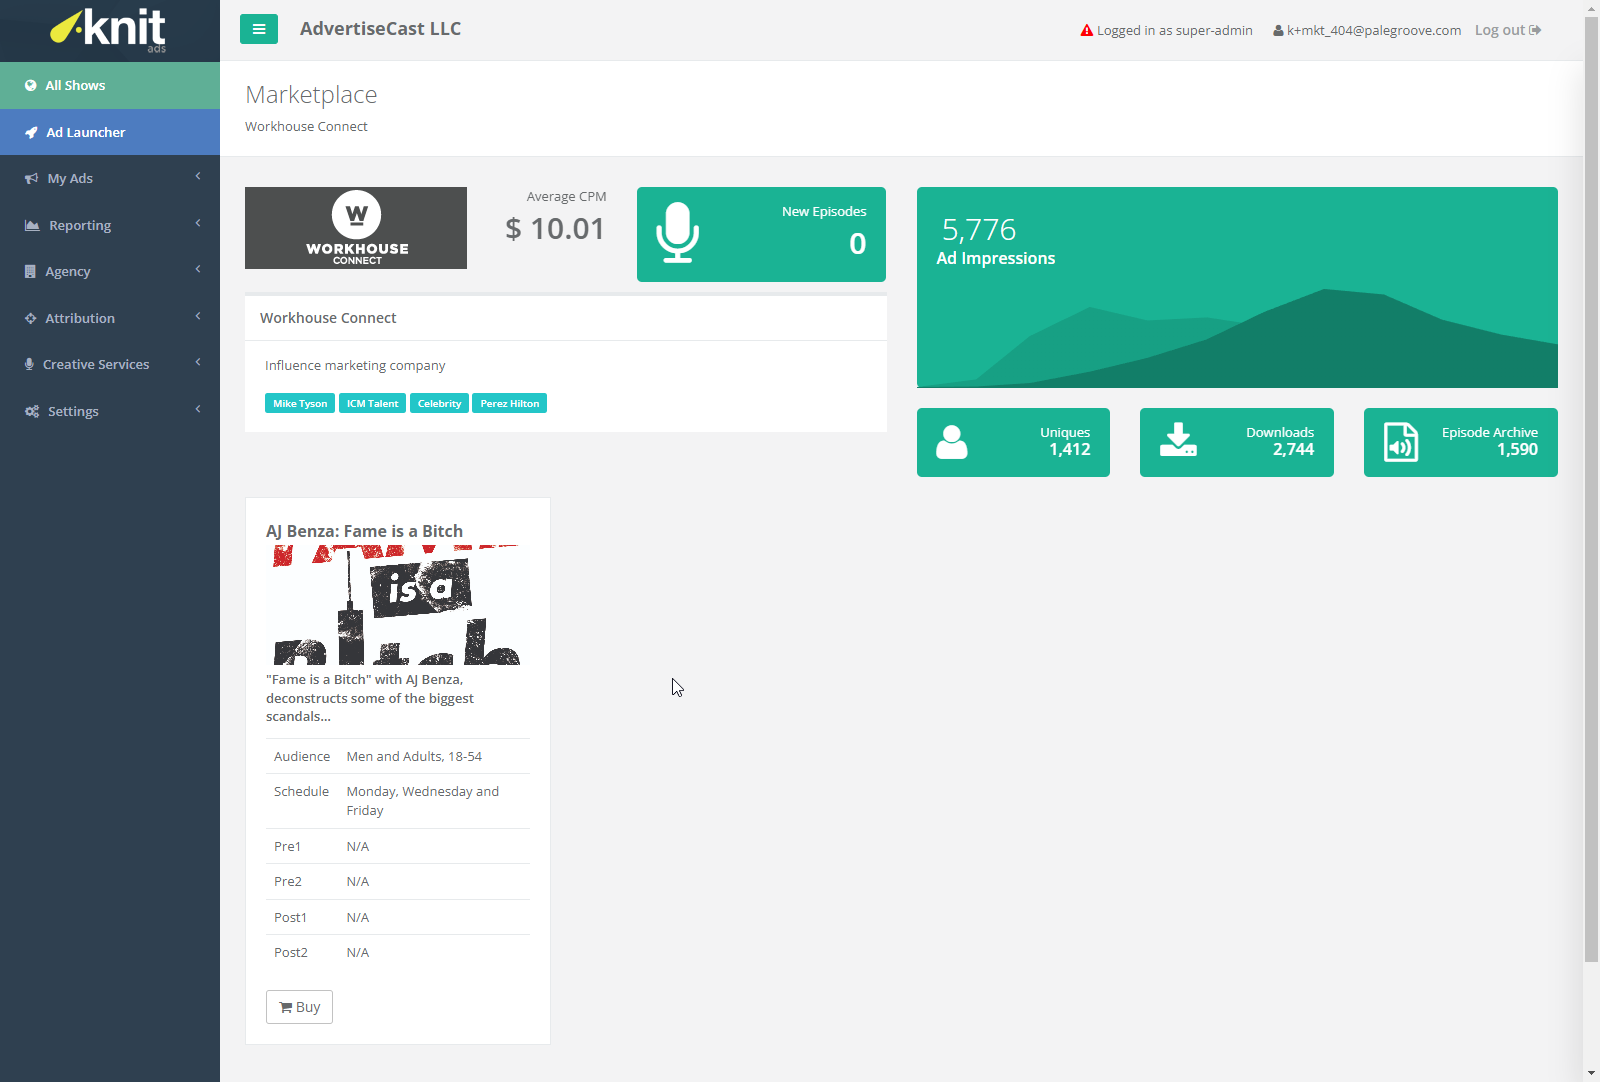 knit
ads
AdvertiseCast LLC
Logged in as super-admin
k+mkt_404@palegroove.com
Log out
All Shows
Ad Launcher
My Ads
Reporting
Agency
Attribution
Creative Services
Settings
Marketplace
Workhouse Connect
W
WORKHOUSE
CONNECT
Average CPM
$ 10.01
New Episodes
0
5,776
Ad Impressions
Workhouse Connect
Influence marketing company
Mike Tyson
ICM Talent
Celebrity
Perez Hilton
Uniques
1,412
Downloads
2,744
Episode Archive
1,590
AJ Benza: Fame is a Bitch
is a
Bitch
"Fame is a Bitch" with AJ Benza,
deconstructs some of the biggest
scandals...
Audience Men and Adults, 18-54
Schedule Monday, Wednesday and
Friday
Pre1 N/A
Pre2 N/A
Post1 N/A
Post2 N/A
Buy